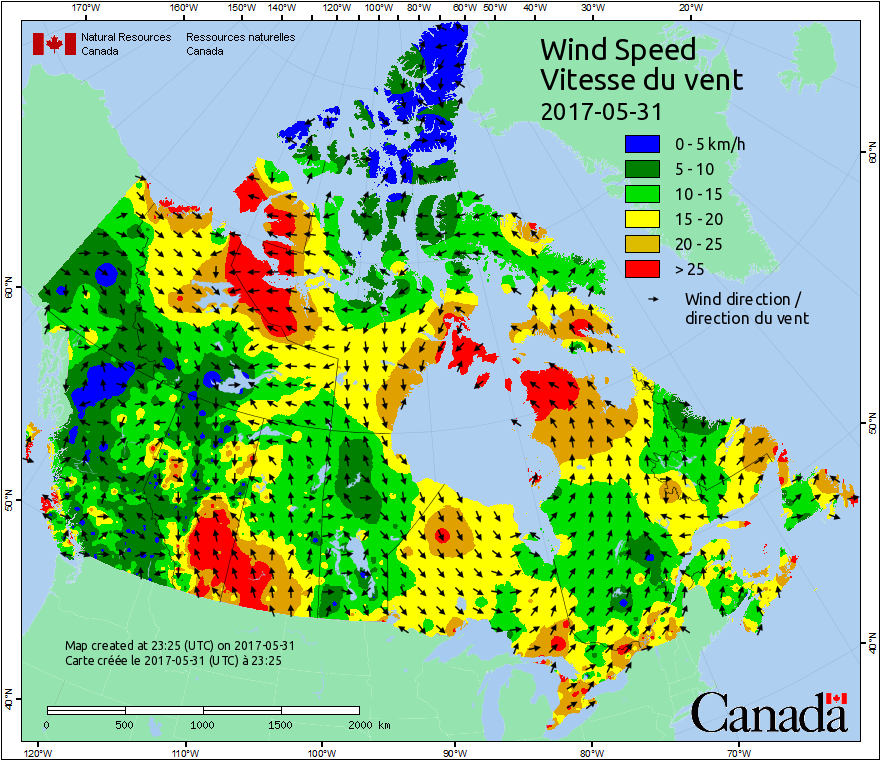 170°W 160°W 150°W 140°W 130°W 120°W 110°W 100°W 90°W 80°W 70°W 60°W 50°W 40°W 30°W 20°W
Natural Resources Ressources naturelles
Canada Canada
Wind Speed
Vitesse du vent
2017-05-31
0 - 5 km/h
5 - 10
10 - 15
15 - 20
20 - 25
> 25
Wind direction /
direction du vent
60°N
60°N
50°N
50°N
40°N
40°N
Map created at 23:25 (UTC) on 2017-05-31
Carte créée le 2017-05-31 (UTC) à 23:25
0 500 1000 1500 2000 km
Canada
120°W 110°W 100°W 90°W 80°W 70°W